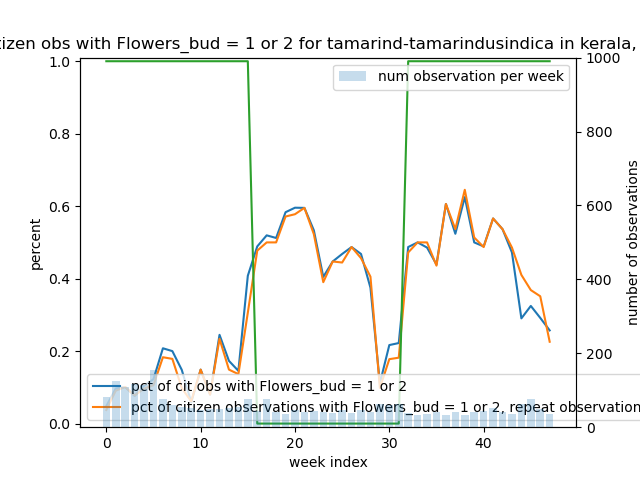 tizen obs with Flowers_bud = 1 or 2 for tamarind-tamarindusindica in kerala,
num observation per week
1.0
0.8
0.6
0.4
0.2
0.0
percent
1000
800
600
400
200
0
number of observations
pct of cit obs with Flowers_bud = 1 or 2
pct of citizen observations with Flowers_bud = 1 or 2, repeat observation
0 10 20 30 40
week index